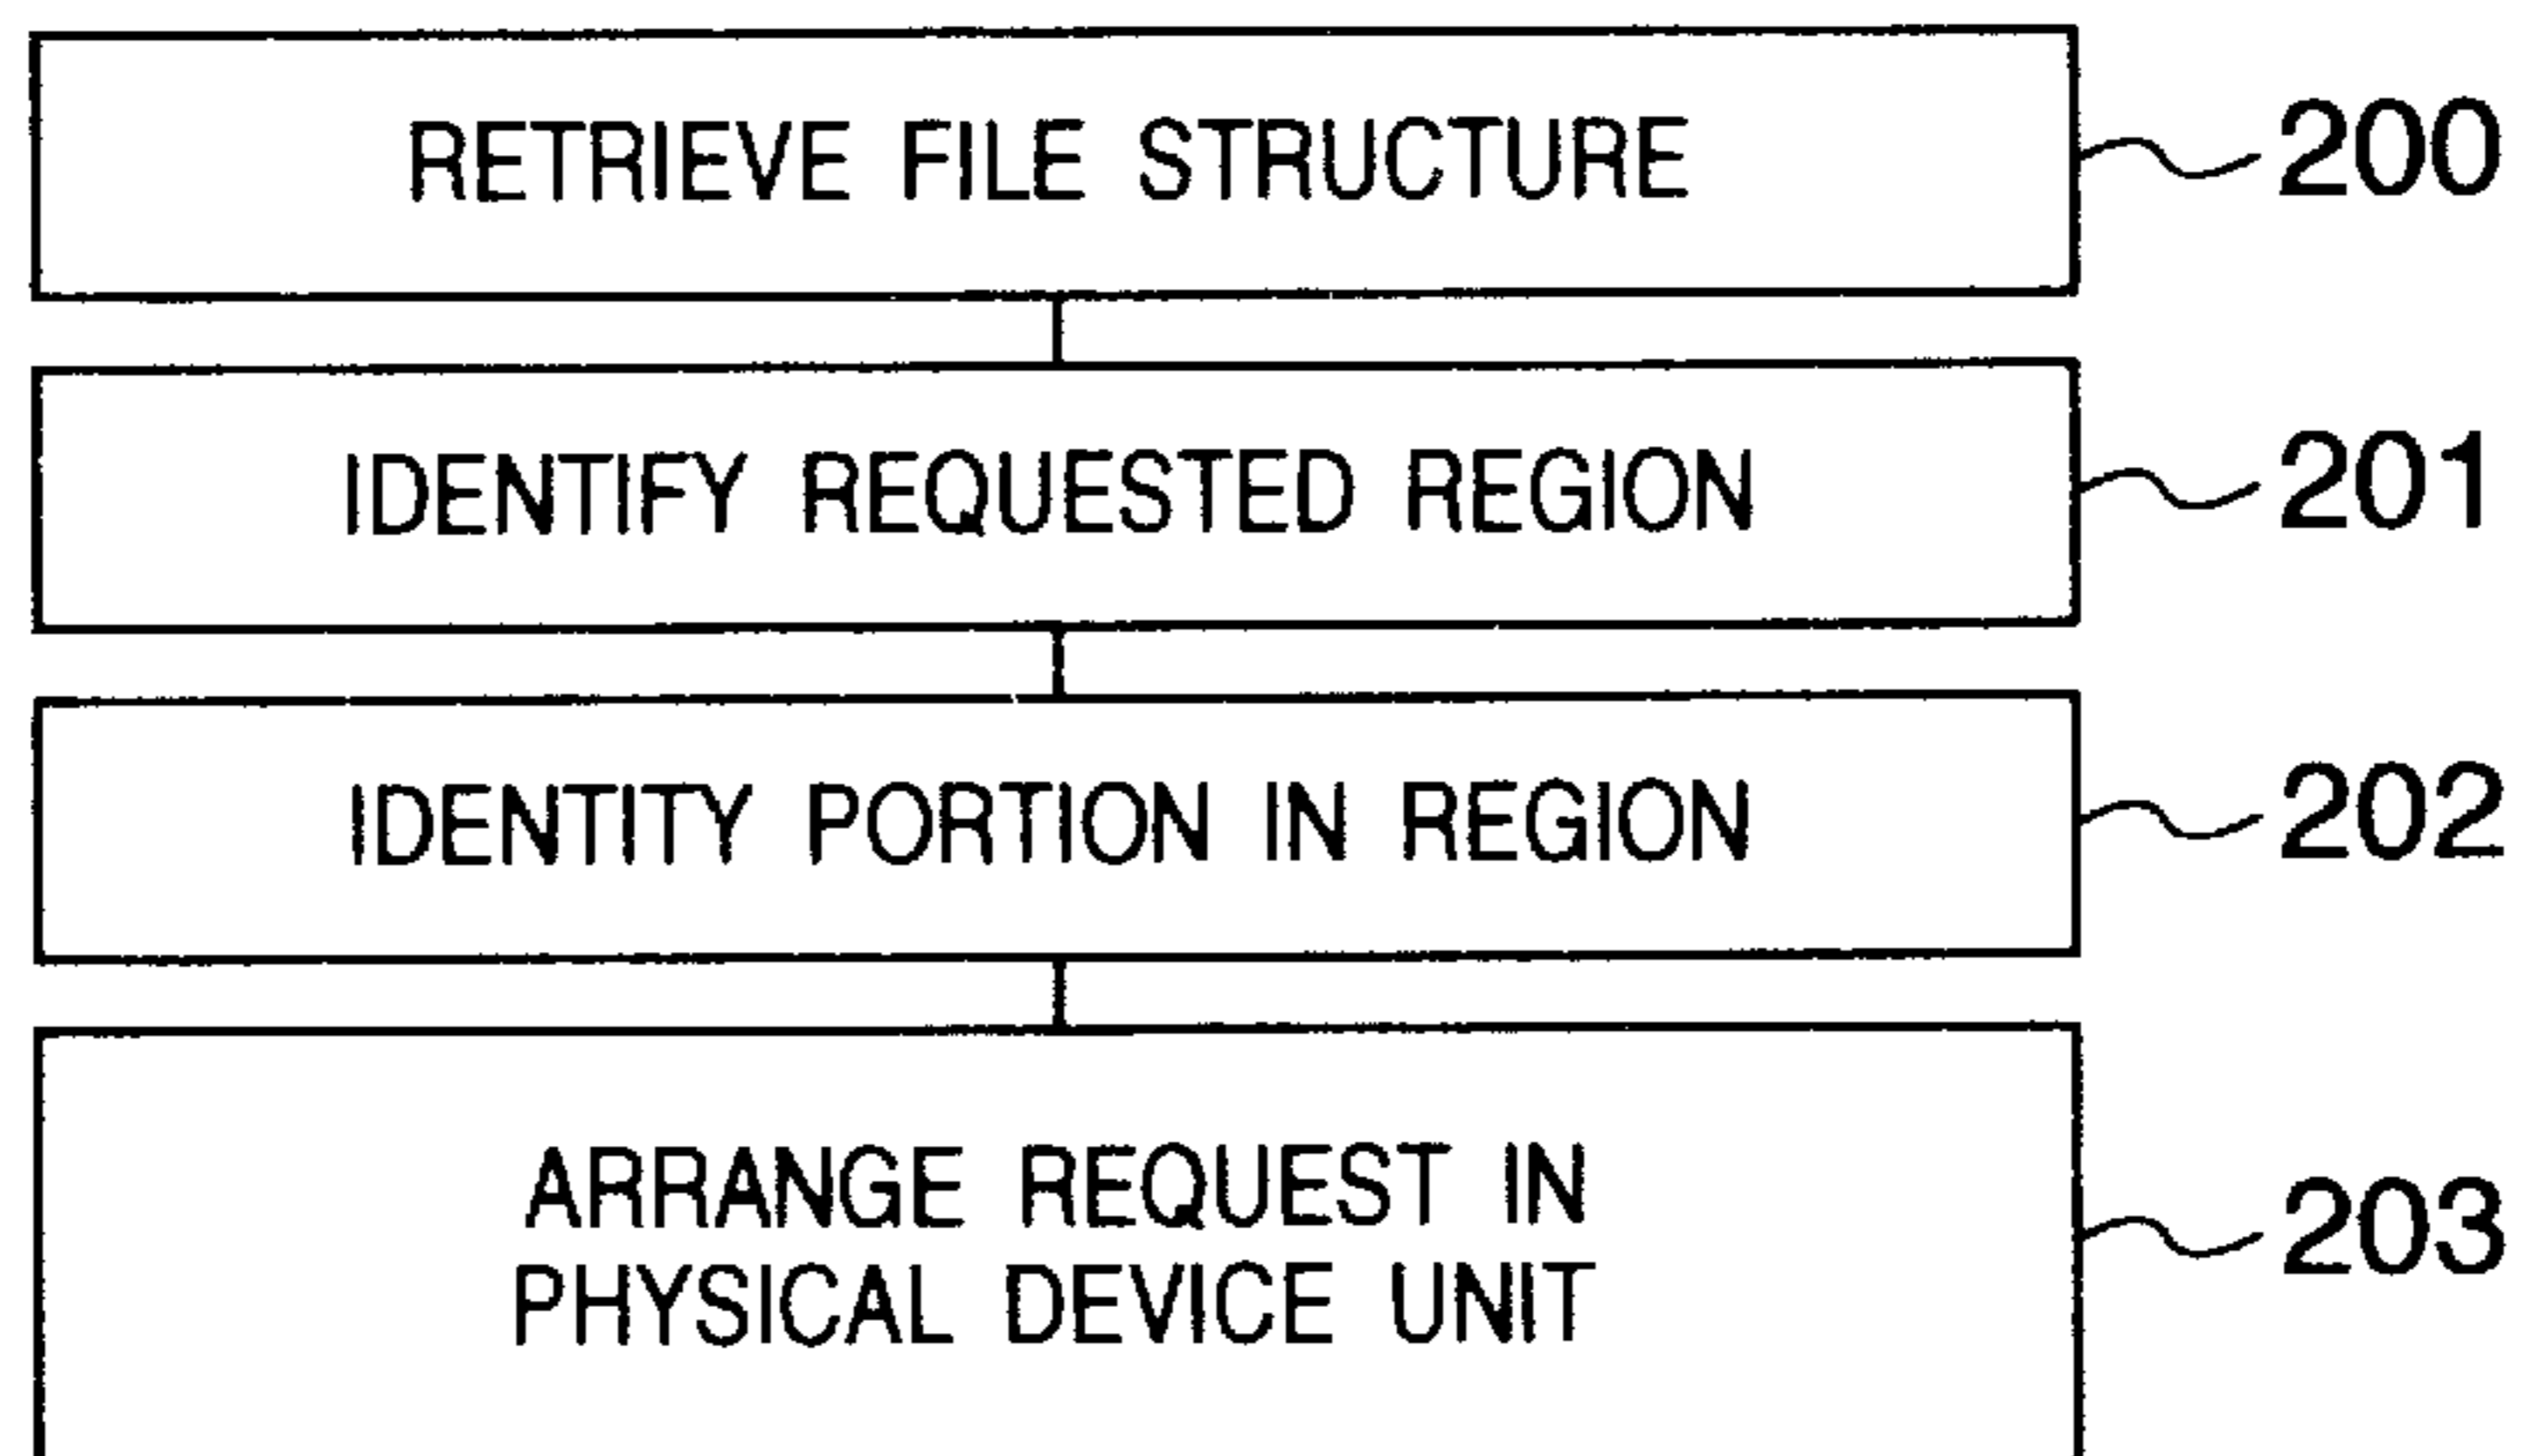 RETRIEVE FILE STRUCTURE 200
IDENTIFY REQUESTED REGION 201
IDENTITY PORTION IN REGION 202
ARRANGE REQUEST IN
PHYSICAL DEVICE UNIT
203